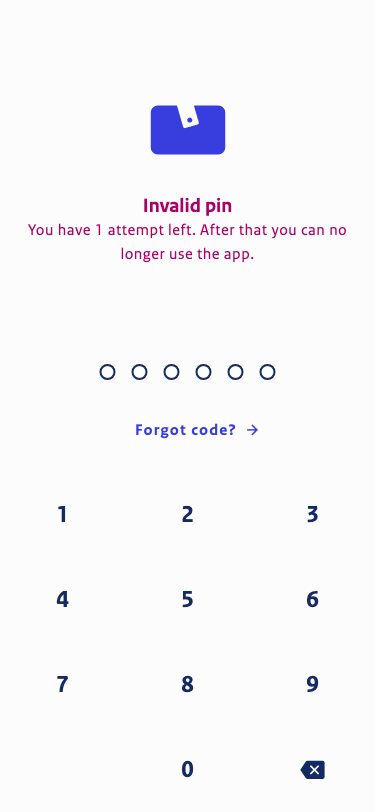 Invalid pin
You have 1 attempt left. After that you can no
longer use the app.
Forgot code?
1 2 3
4 5 6
7 8 9
0